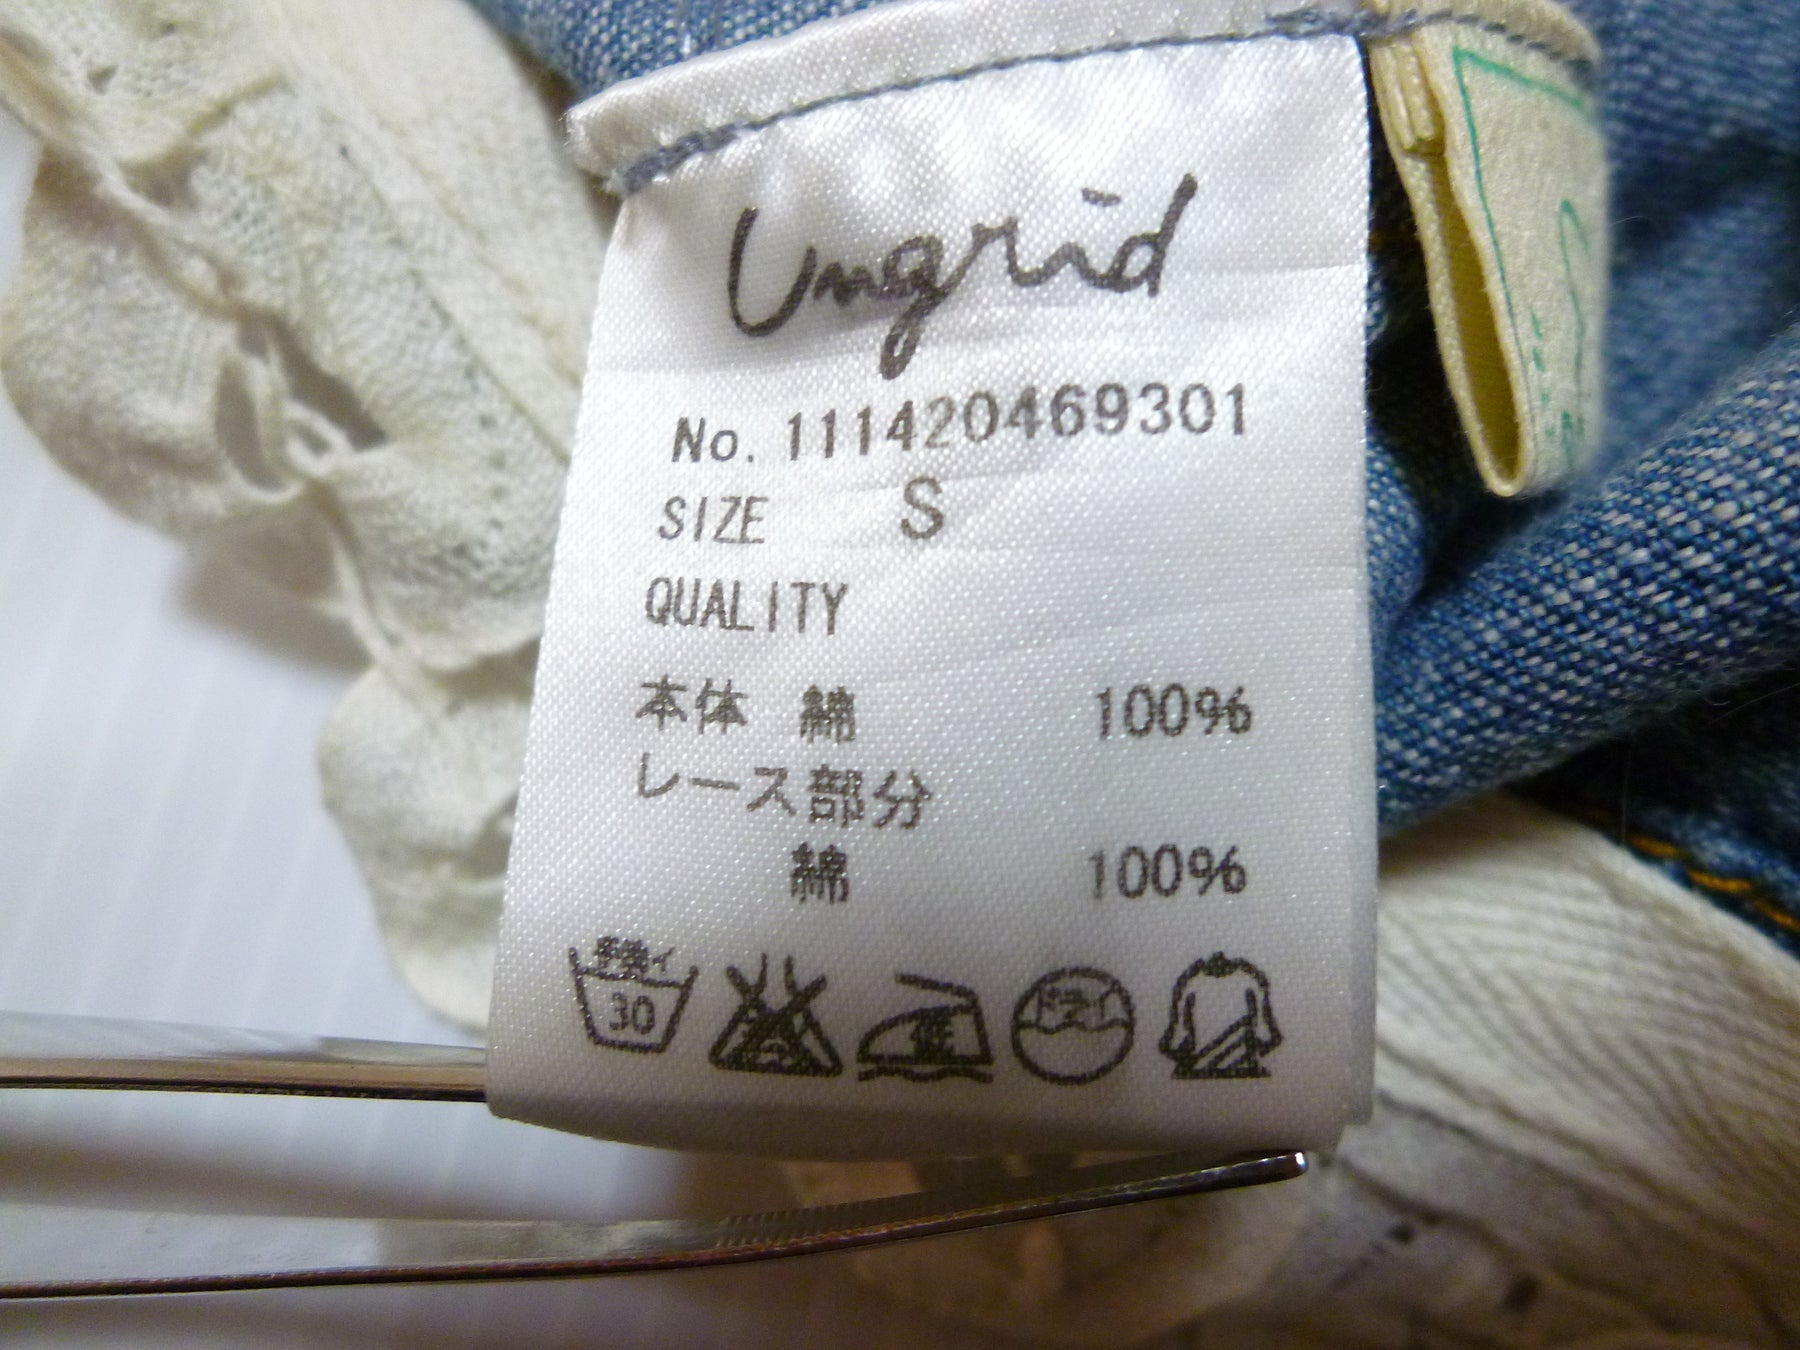 Ungrid
No. 111420469301
SIZE S
QUALITY
本体 綿 100%
レース部分
綿 100%
手洗イ
30
ドライ